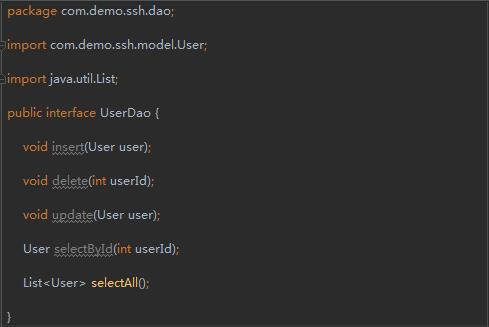 package com.demo.ssh.dao;
import com.demo.ssh.model.User;
import java.util.List;
public interface UserDao {
void insert(User user);
void delete(int userId);
void update(User user);
User selectById(int userId);
List<User> selectAll();
}